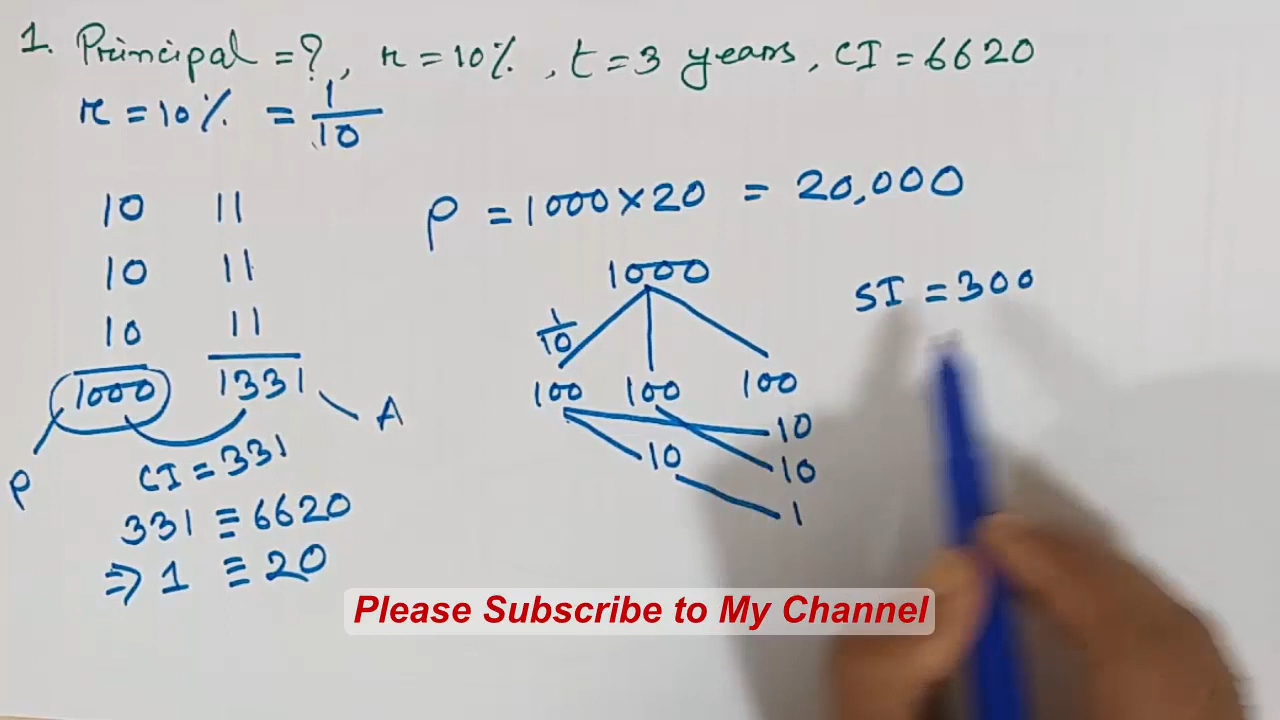 1. Principal = ?, r = 10%, t = 3 years, CI = 6620
r = 10% = 1/10
10 11
10 11
10 11
1000 1331
P
A
CI = 331
331 ≡ 6620
⇒ 1 ≡ 20
P = 1000 × 20 = 20,000
1000
1/10
100 100 100
10
10 10
1
SI = 300
Please Subscribe to My Channel